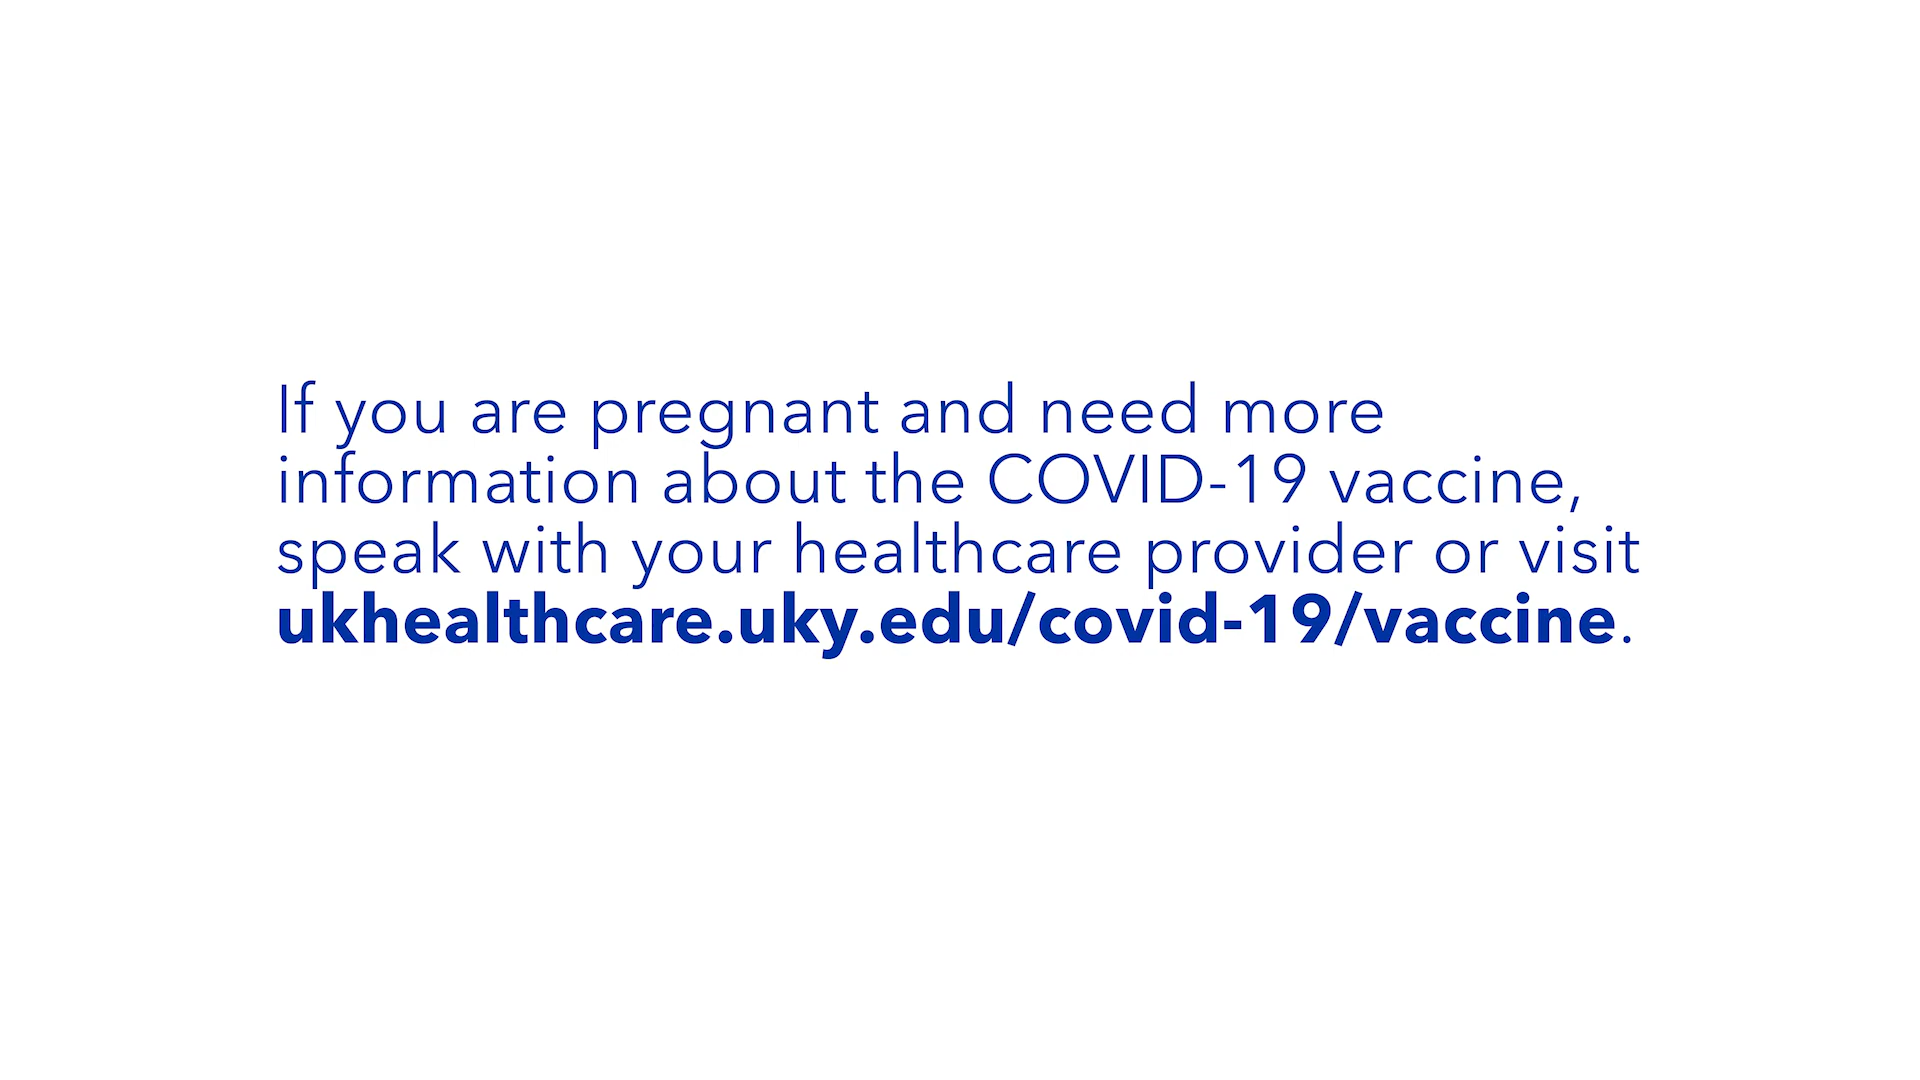 If you are pregnant and need more
information about the COVID-19 vaccine,
speak with your healthcare provider or visit
ukhealthcare.uky.edu/covid-19/vaccine.